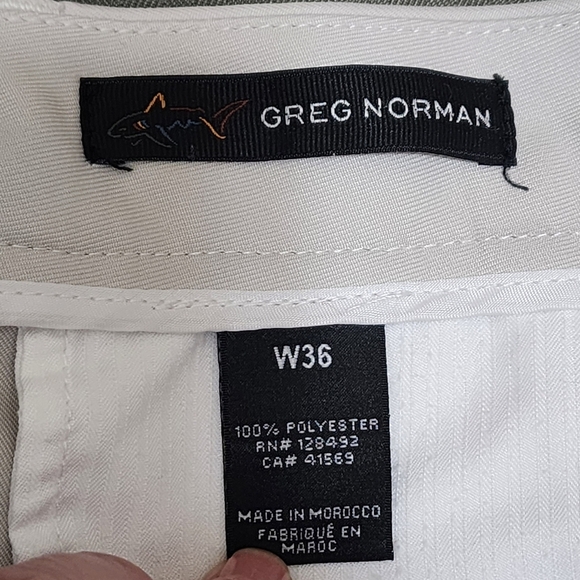 GREG NORMAN
W36
100% POLYESTER
RN# 128492
CA# 41569
MADE IN MOROCCO
FABRIQUÉ EN
MAROC